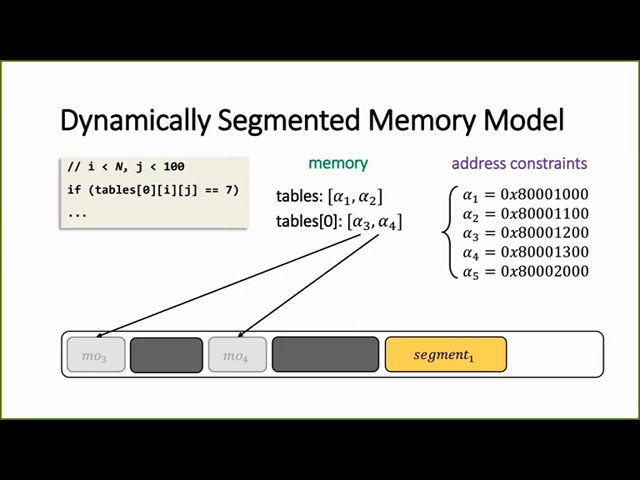 Dynamically Segmented Memory Model
// i < N, j < 100
if (tables[0][i][j] == 7)
...
memory
tables: [α₁, α₂]
tables[0]: [α₃, α₄]
address constraints
α₁ = 0x80001000
α₂ = 0x80001100
α₃ = 0x80001200
α₄ = 0x80001300
α₅ = 0x80002000
mo₃
mo₄
segment₁